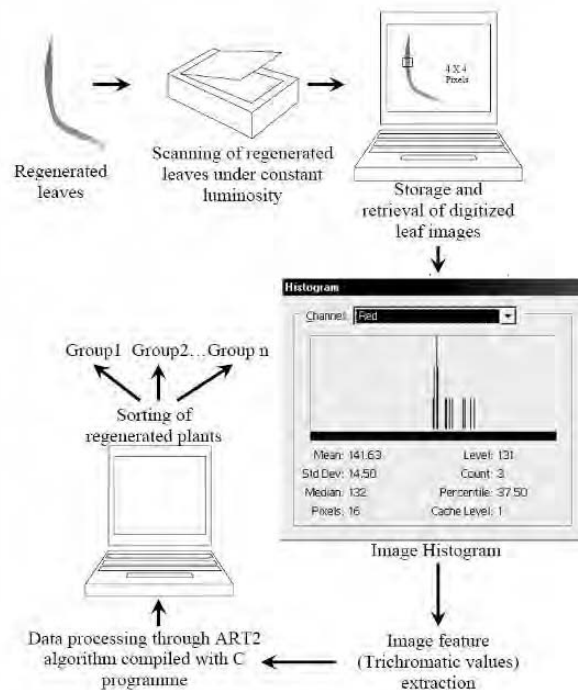 4 X 4
Pixels
Regenerated
leaves
Scanning of regenerated
leaves under constant
luminosity
Storage and
retrieval of digitized
leaf images
Histogram
Channel: Red
Mean: 141.63 Level: 131
Std Dev: 14.50 Count: 3
Median: 132 Percentile: 37.50
Pixels: 16 Cache Level: 1
Image Histogram
Image feature
(Trichromatic values)
extraction
Data processing through ART2
algorithm compiled with C
programme
Sorting of
regenerated plants
Group1 Group2...Group n